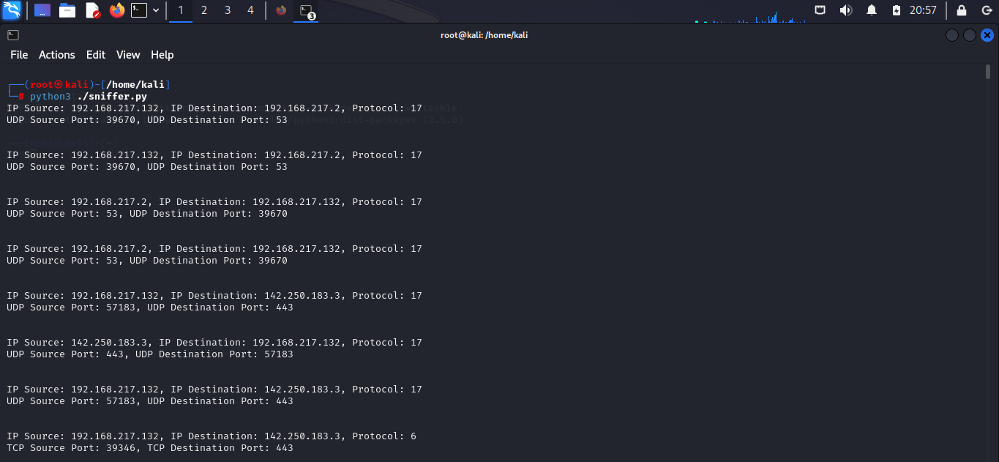 1 2 3 4 3 20:57
root@kali: /home/kali
File Actions Edit View Help
┌──(root㉿kali)-[/home/kali]
└─# python3 ./sniffer.py
IP Source: 192.168.217.132, IP Destination: 192.168.217.2, Protocol: 17
UDP Source Port: 39670, UDP Destination Port: 53
/python3/dist-packages (2.5.0)
IP Source: 192.168.217.132, IP Destination: 192.168.217.2, Protocol: 17
UDP Source Port: 39670, UDP Destination Port: 53
IP Source: 192.168.217.2, IP Destination: 192.168.217.132, Protocol: 17
UDP Source Port: 53, UDP Destination Port: 39670
IP Source: 192.168.217.2, IP Destination: 192.168.217.132, Protocol: 17
UDP Source Port: 53, UDP Destination Port: 39670
IP Source: 192.168.217.132, IP Destination: 142.250.183.3, Protocol: 17
UDP Source Port: 57183, UDP Destination Port: 443
IP Source: 142.250.183.3, IP Destination: 192.168.217.132, Protocol: 17
UDP Source Port: 443, UDP Destination Port: 57183
IP Source: 192.168.217.132, IP Destination: 142.250.183.3, Protocol: 17
UDP Source Port: 57183, UDP Destination Port: 443
IP Source: 192.168.217.132, IP Destination: 142.250.183.3, Protocol: 6
TCP Source Port: 39346, TCP Destination Port: 443